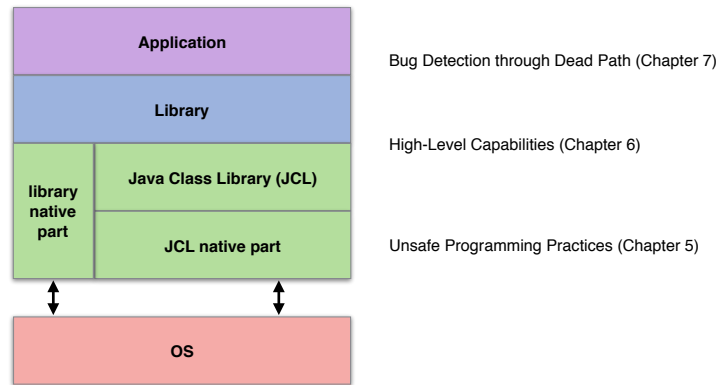 Application
Bug Detection through Dead Path (Chapter 7)
Library
High-Level Capabilities (Chapter 6)
library
native
part
Java Class Library (JCL)
JCL native part
Unsafe Programming Practices (Chapter 5)
OS